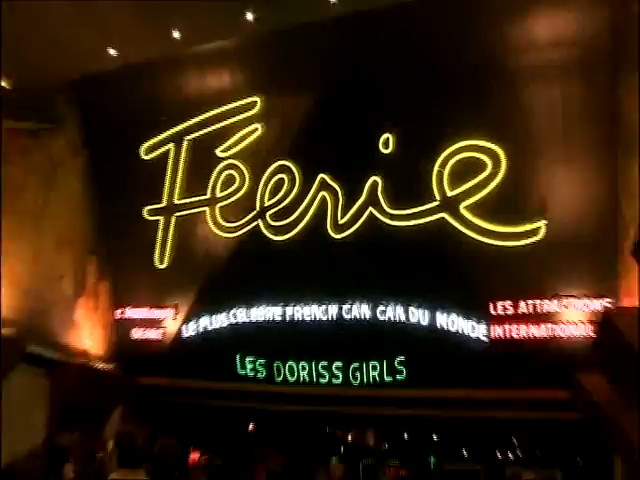 Féerie
LE PLUS CELEBRE FRENCH CAN CAN DU MONDE
LES ATTRACTIONS
INTERNATIONAL
LES DORISS GIRLS